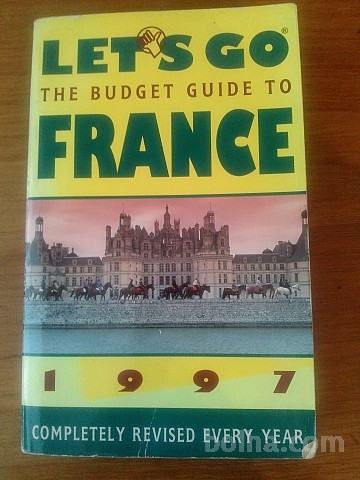 LET'S GO®
THE BUDGET GUIDE TO
FRANCE
1997
COMPLETELY REVISED EVERY YEAR
bolha.com